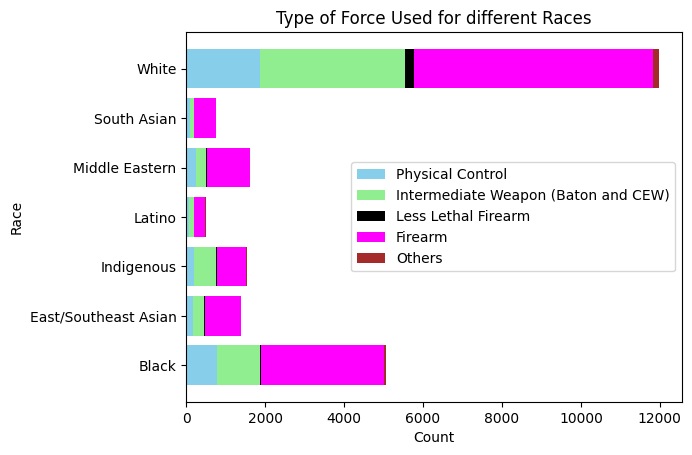 Type of Force Used for different Races
Race
White
South Asian
Middle Eastern
Latino
Indigenous
East/Southeast Asian
Black
Physical Control
Intermediate Weapon (Baton and CEW)
Less Lethal Firearm
Firearm
Others
0 2000 4000 6000 8000 10000 12000
Count